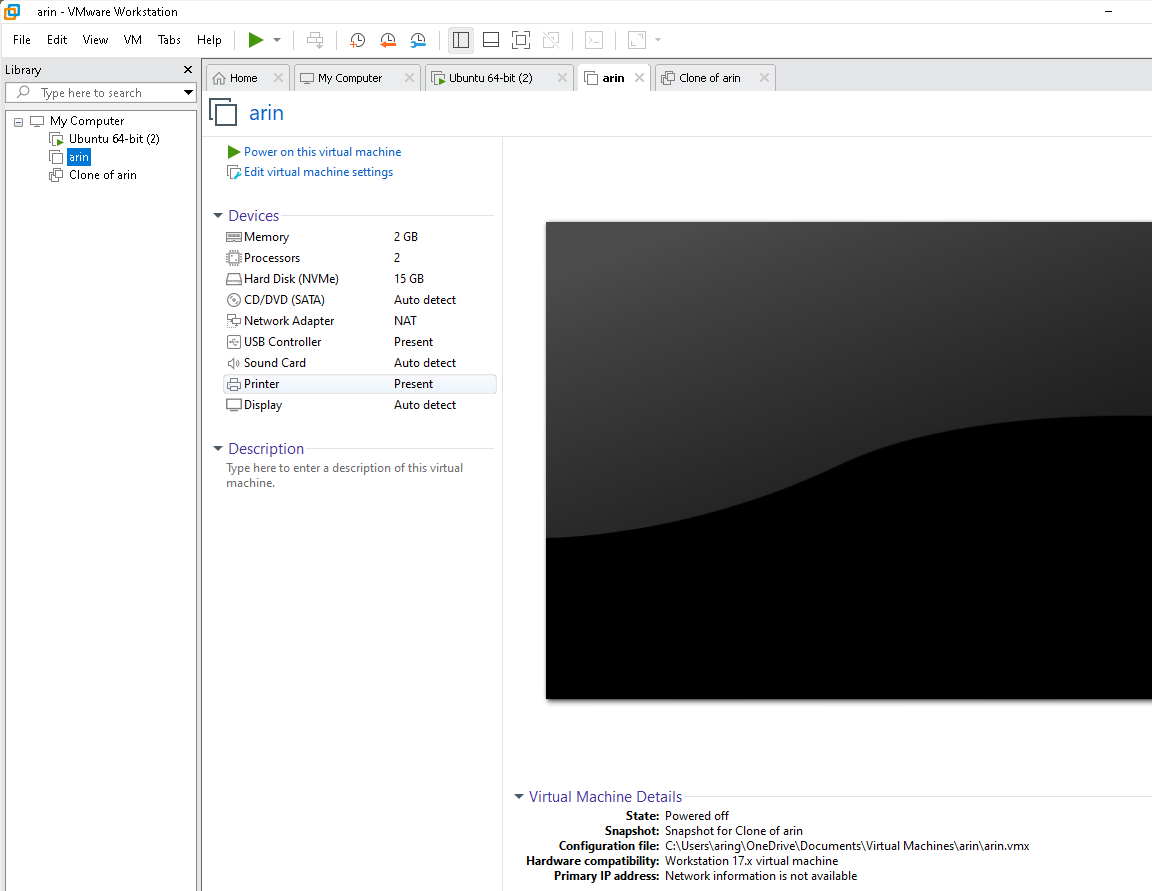 arin - VMware Workstation
File Edit View VM Tabs Help
Library
Type here to search
My Computer
Ubuntu 64-bit (2)
arin
Clone of arin
Home
My Computer
Ubuntu 64-bit (2)
arin
Clone of arin
arin
Power on this virtual machine
Edit virtual machine settings
Devices
Memory 2 GB
Processors 2
Hard Disk (NVMe) 15 GB
CD/DVD (SATA) Auto detect
Network Adapter NAT
USB Controller Present
Sound Card Auto detect
Printer Present
Display Auto detect
Description
Type here to enter a description of this virtual
machine.
Virtual Machine Details
State: Powered off
Snapshot: Snapshot for Clone of arin
Configuration file: C:\Users\aring\OneDrive\Documents\Virtual Machines\arin\arin.vmx
Hardware compatibility: Workstation 17.x virtual machine
Primary IP address: Network information is not available